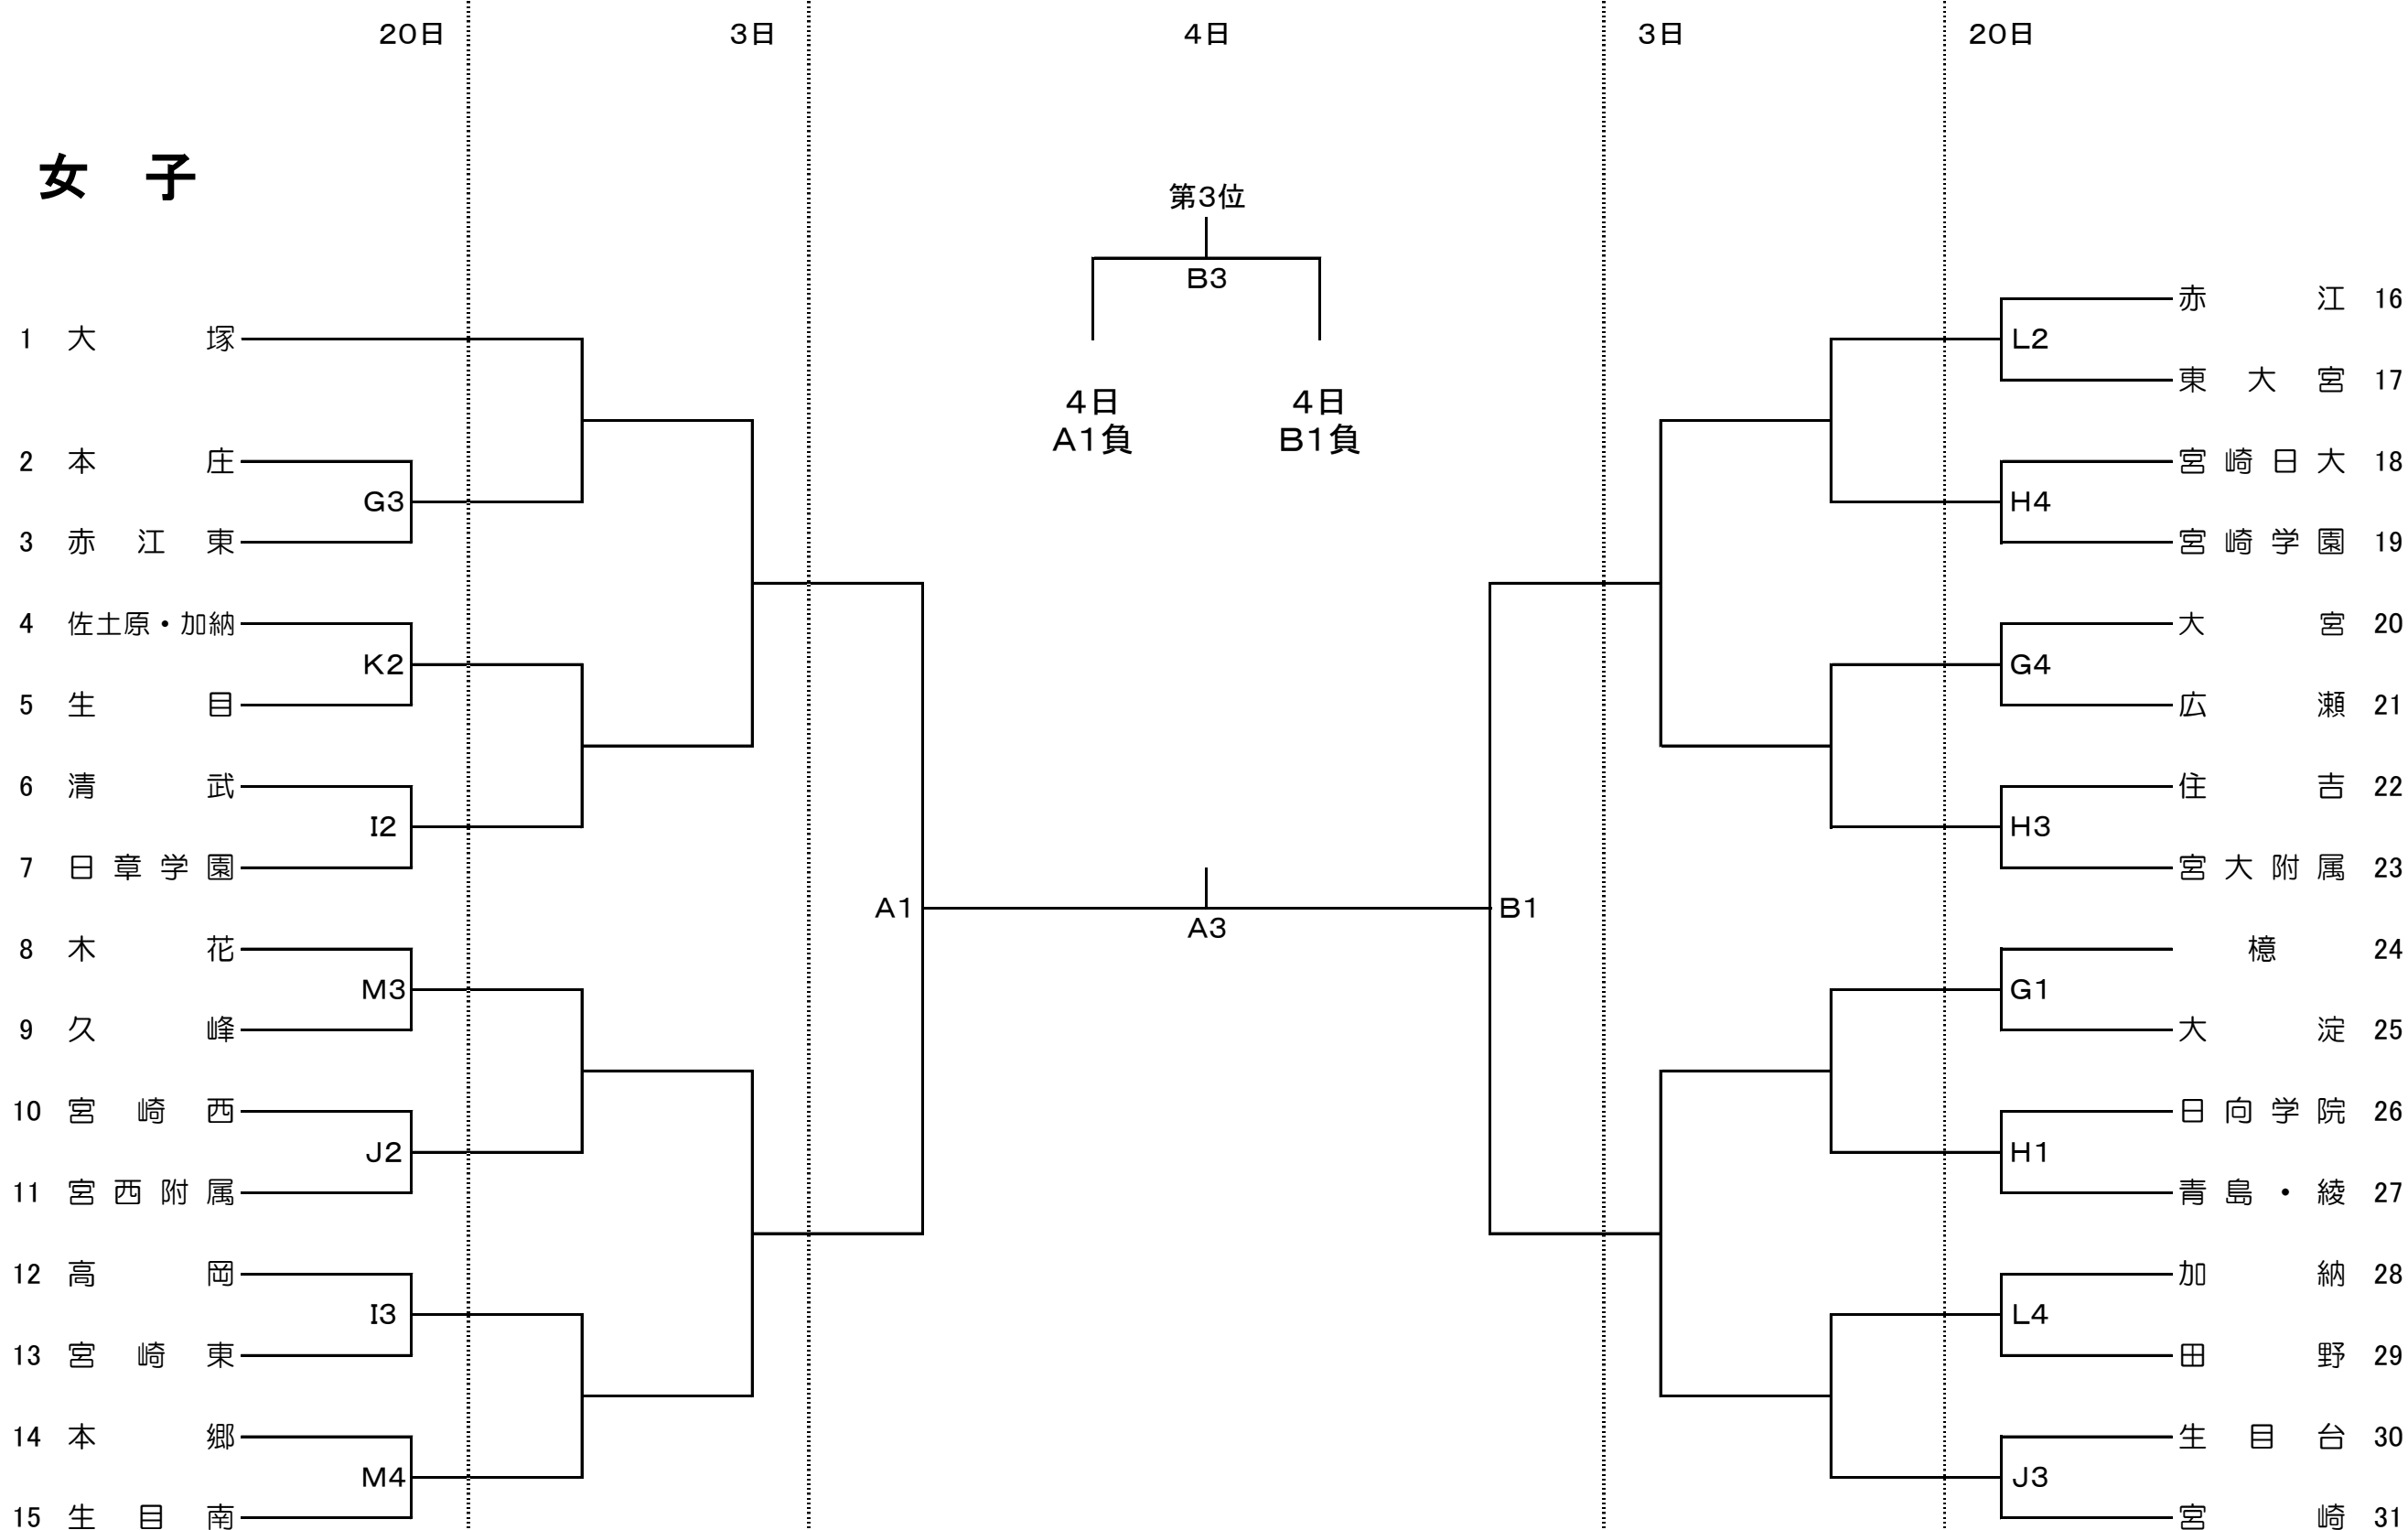 20日 3日 4日 3日 20日
女 子
第3位
B3
4日 4日
A1負 B1負
1 大塚
2 本庄
G3
3 赤江東
4 佐土原・加納
K2
5 生目
6 清武
I2
7 日章学園
8 木花
M3
9 久峰
10 宮崎西
J2
11 宮西附属
12 高岡
I3
13 宮崎東
14 本郷
M4
15 生目南
A1
A3
B1
赤江 16
L2
東大宮 17
宮崎日大 18
H4
宮崎学園 19
大宮 20
G4
広瀬 21
住吉 22
H3
宮大附属 23
檍 24
G1
大淀 25
日向学院 26
H1
青島・綾 27
加納 28
L4
田野 29
生目台 30
J3
宮崎 31